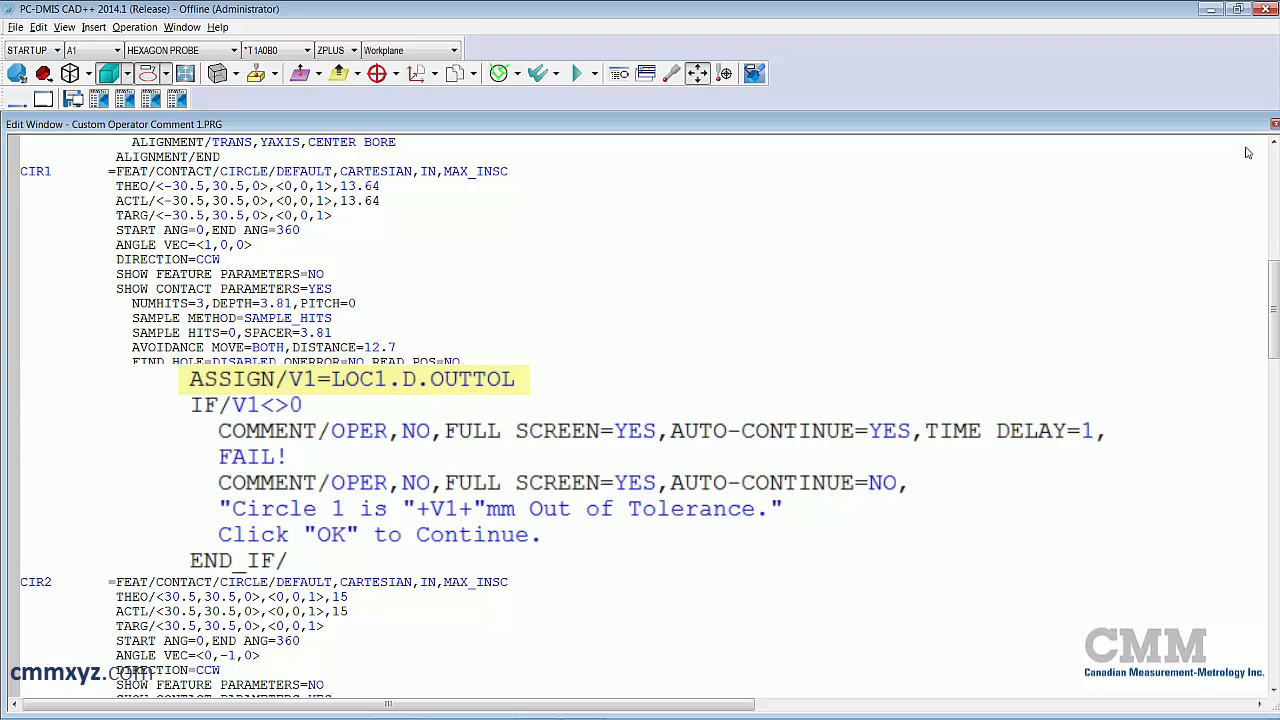 PC-DMIS CAD++ 2014.1 (Release) - Offline (Administrator)
File Edit View Insert Operation Window Help
STARTUP A1 HEXAGON PROBE *T1A0B0 ZPLUS Workplane
Edit Window - Custom Operator Comment 1.PRG
ALIGNMENT/TRANS,YAXIS,CENTER BORE
ALIGNMENT/END
CIR1 =FEAT/CONTACT/CIRCLE/DEFAULT,CARTESIAN,IN,MAX_INSC
THEO/<-30.5,30.5,0>,<0,0,1>,13.64
ACTL/<-30.5,30.5,0>,<0,0,1>,13.64
TARG/<-30.5,30.5,0>,<0,0,1>
START ANG=0,END ANG=360
ANGLE VEC=<1,0,0>
DIRECTION=CCW
SHOW FEATURE PARAMETERS=NO
SHOW CONTACT PARAMETERS=YES
NUMHITS=3,DEPTH=3.81,PITCH=0
SAMPLE METHOD=SAMPLE_HITS
SAMPLE HITS=0,SPACER=3.81
AVOIDANCE MOVE=BOTH,DISTANCE=12.7
FIND HOLE=DISABLED,ONERROR=NO,READ POS=NO
ASSIGN/V1=LOC1.D.OUTTOL
IF/V1<>0
COMMENT/OPER,NO,FULL SCREEN=YES,AUTO-CONTINUE=YES,TIME DELAY=1,
FAIL!
COMMENT/OPER,NO,FULL SCREEN=YES,AUTO-CONTINUE=NO,
"Circle 1 is "+V1+"mm Out of Tolerance."
Click "OK" to Continue.
END_IF/
CIR2 =FEAT/CONTACT/CIRCLE/DEFAULT,CARTESIAN,IN,MAX_INSC
THEO/<30.5,30.5,0>,<0,0,1>,15
ACTL/<30.5,30.5,0>,<0,0,1>,15
TARG/<30.5,30.5,0>,<0,0,1>
START ANG=0,END ANG=360
ANGLE VEC=<0,-1,0>
DIRECTION=CCW
SHOW FEATURE PARAMETERS=NO
cmmxyz.com
CMM
Canadian Measurement-Metrology Inc.